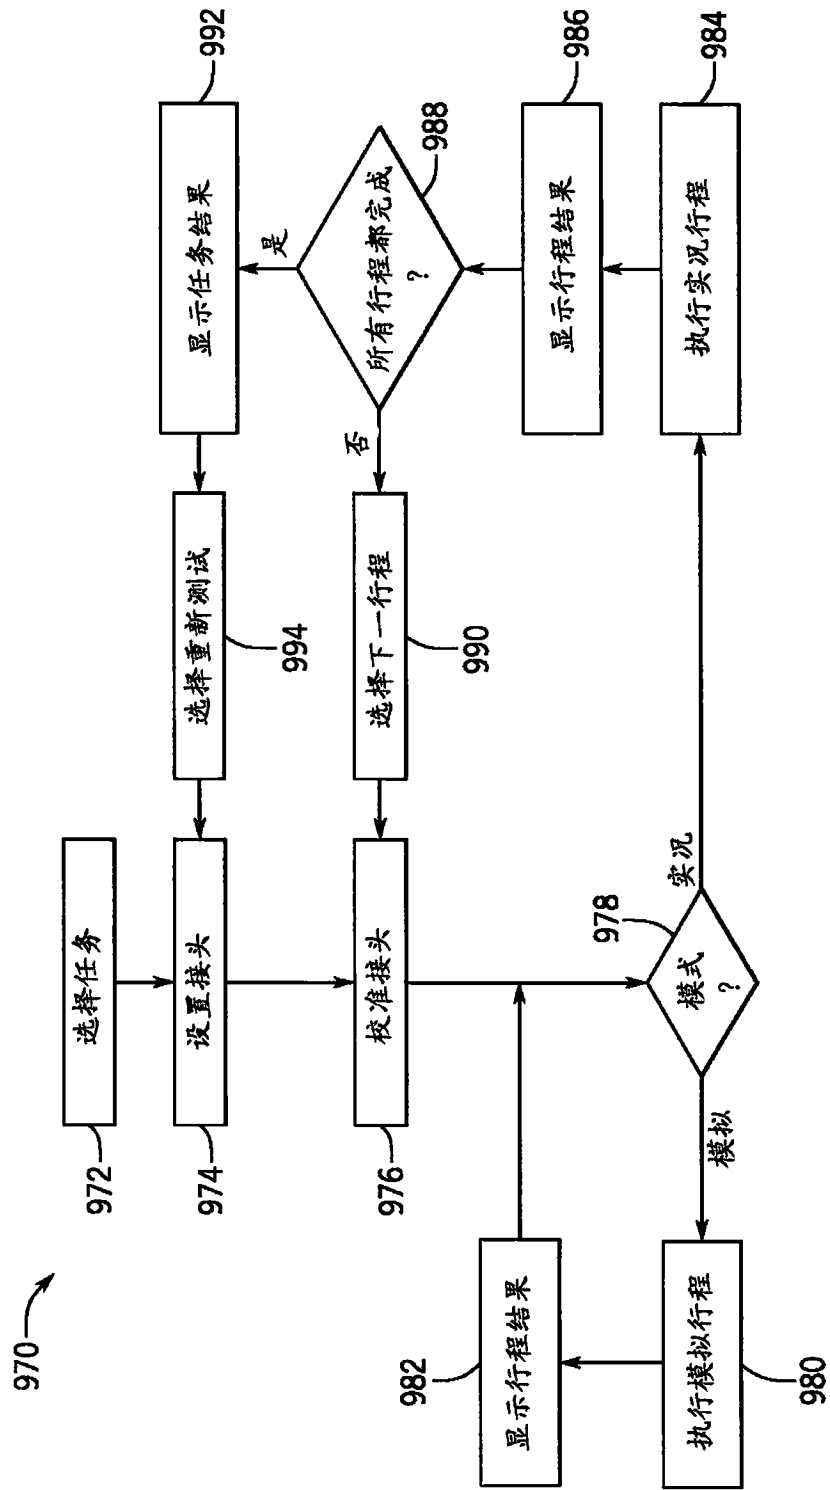 970
选择任务
972
设置接头
974
校准接头
976
模式
?
978
模拟
实况
执行模拟行程
980
显示行程结果
982
执行实况行程
984
显示行程结果
986
所有行程都完成
?
988
否
是
选择下一行程
990
显示任务结果
992
选择重新测试
994